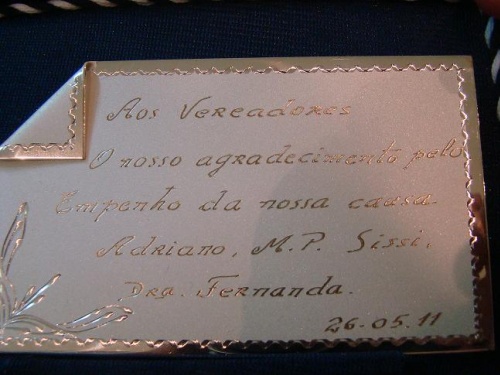 Aos Vereadores
O nosso agradecimento pelo
Empenho da nossa causa
Adriano, M.P. Sissi.
Dra. Fernanda.
26-05.11